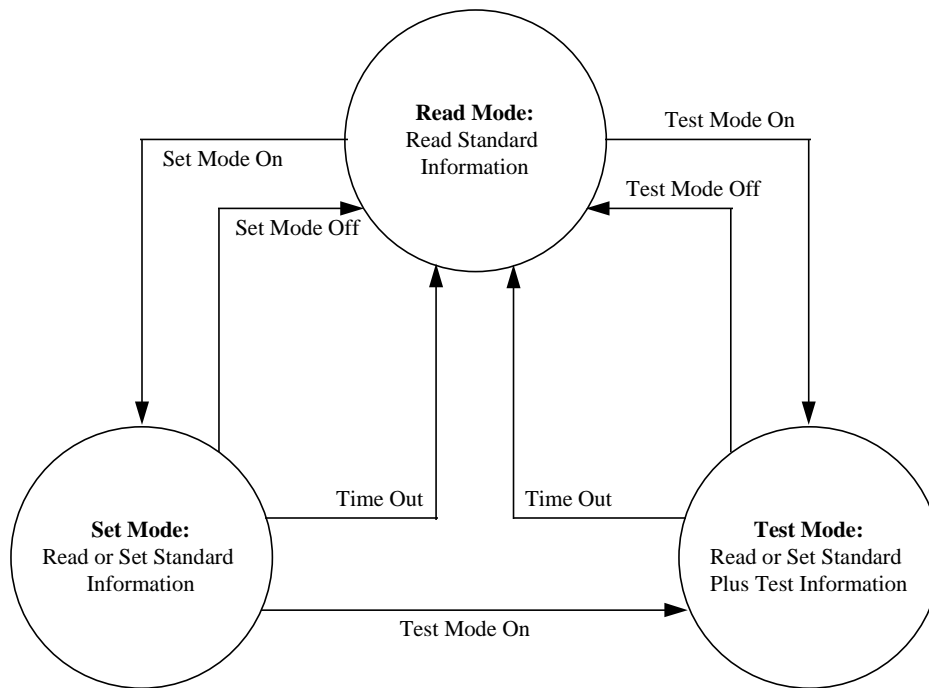 Read Mode:
Read Standard
Information
Test Mode On
Set Mode On
Test Mode Off
Set Mode Off
Time Out
Time Out
Set Mode:
Read or Set Standard
Information
Test Mode:
Read or Set Standard
Plus Test Information
Test Mode On